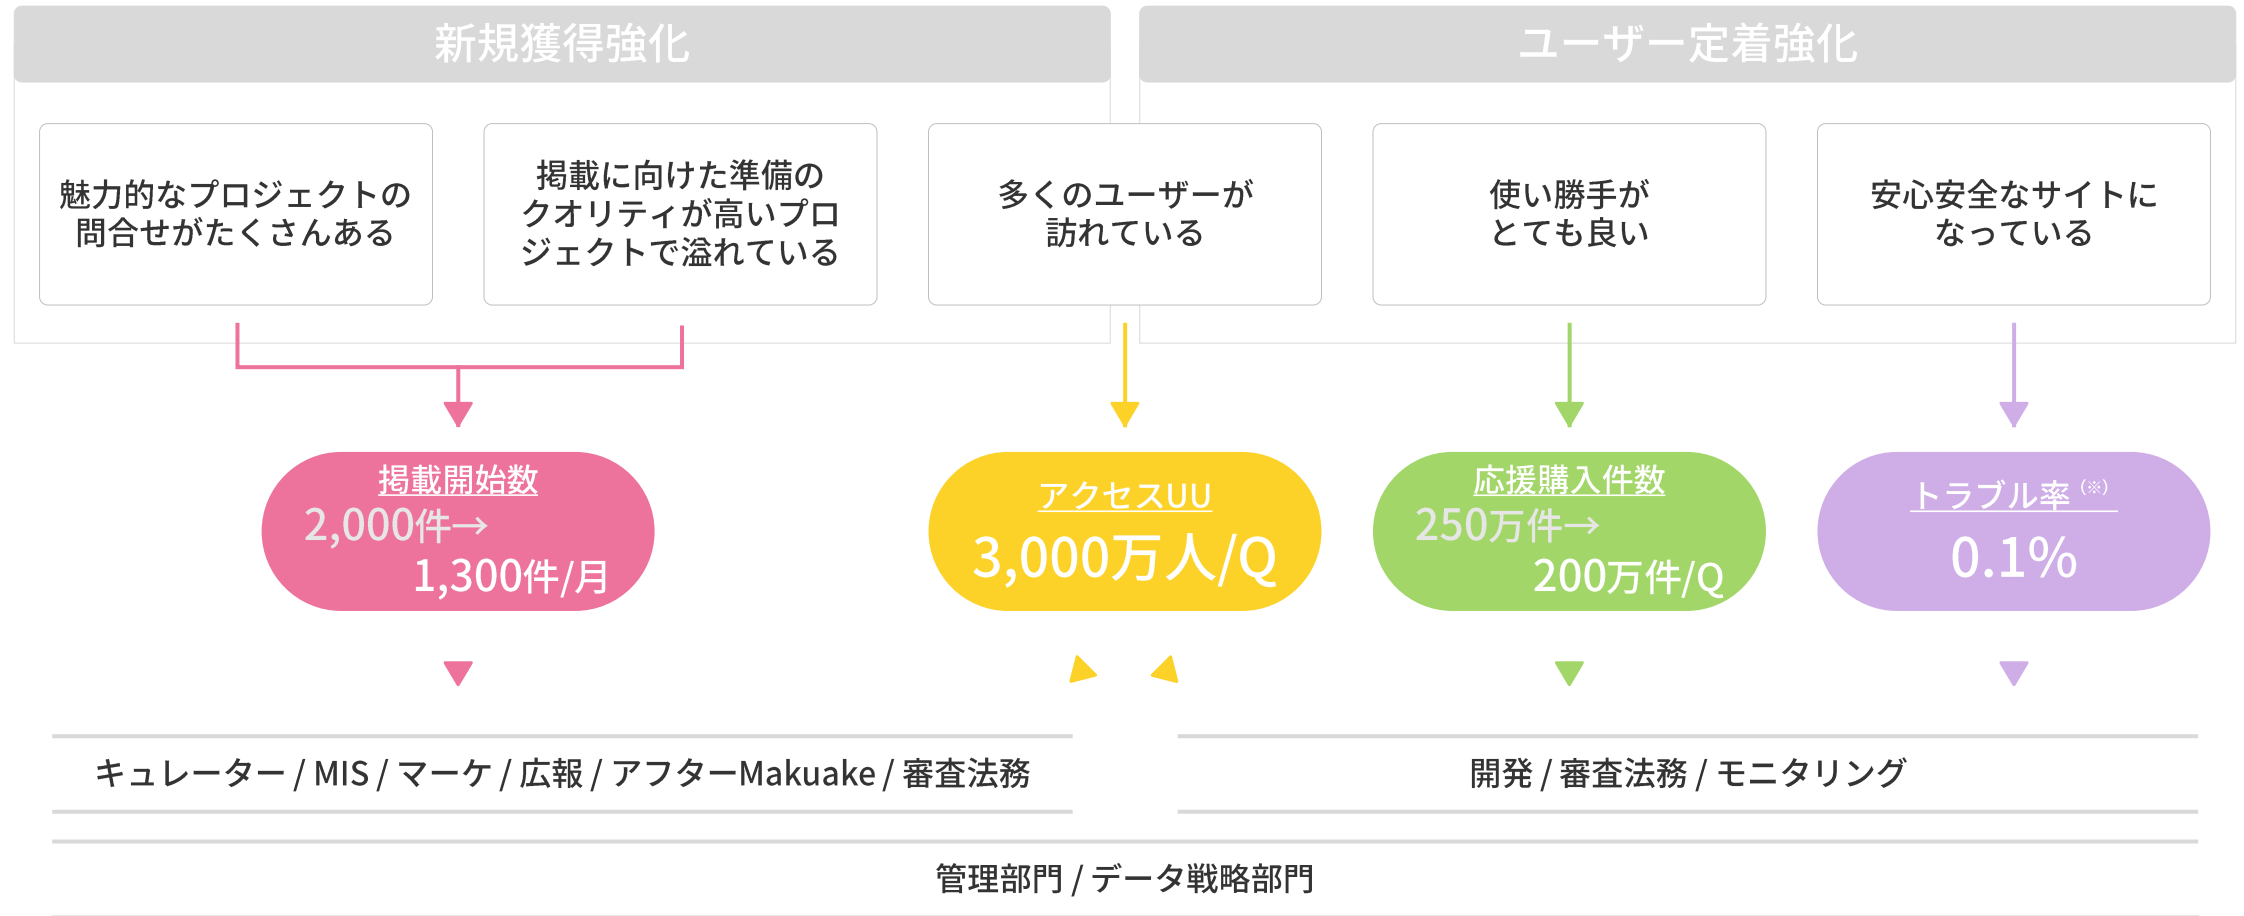 新規獲得強化
ユーザー定着強化
魅力的なプロジェクトの
問合せがたくさんある
掲載に向けた準備の
クオリティが高いプロ
ジェクトで溢れている
多くのユーザーが
訪れている
使い勝手が
とても良い
安心安全なサイトに
なっている
掲載開始数
2,000件→
1,300件/月
アクセスUU
3,000万人/Q
応援購入件数
250万件→
200万件/Q
トラブル率(※)
0.1%
キュレーター / MIS / マーケ / 広報 / アフターMakuake / 審査法務
開発 / 審査法務 / モニタリング
管理部門 / データ戦略部門